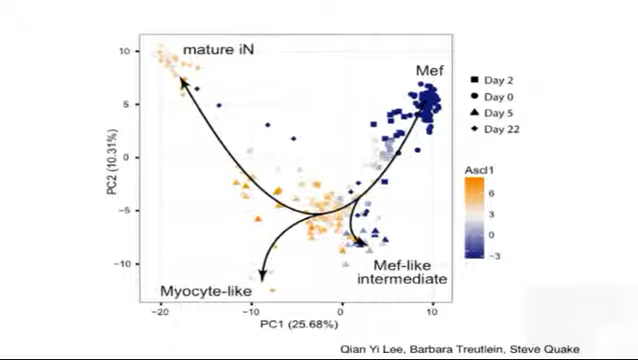 mature iN
Mef
Mef-like
intermediate
Myocyte-like
10
5
0
−5
−10
PC2 (10.31%)
−20
−10
0
10
PC1 (25.68%)
Day 2
Day 0
Day 5
Day 22
Ascl1
6
3
0
−3
Qian Yi Lee, Barbara Treutlein, Steve Quake